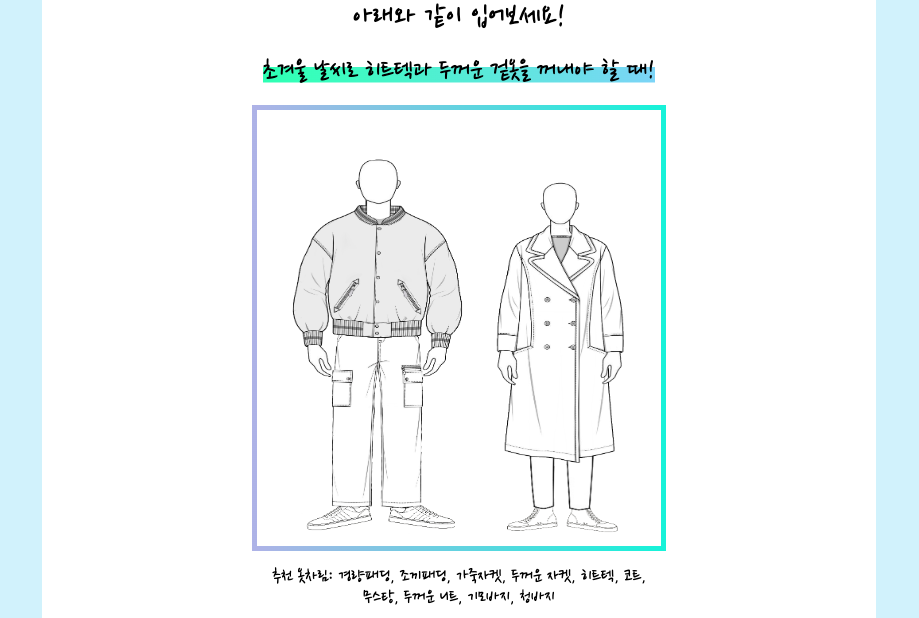 아래와 같이 입어보세요!
초겨울 날씨로 히트텍과 두꺼운 겉옷을 꺼내야 할 때!
추천 옷차림: 경량패딩, 조끼패딩, 가죽자켓, 두꺼운 자켓, 히트텍, 코트,
무스탕, 두꺼운 니트, 기모바지, 청바지